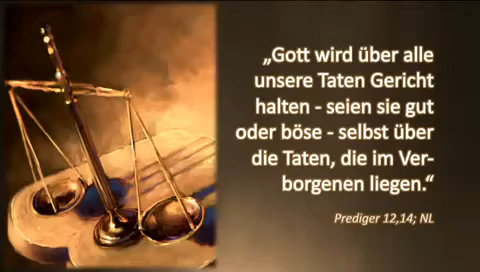 „Gott wird über alle
unsere Taten Gericht
halten - seien sie gut
oder böse - selbst über
die Taten, die im Ver-
borgenen liegen.“
Prediger 12,14; NL